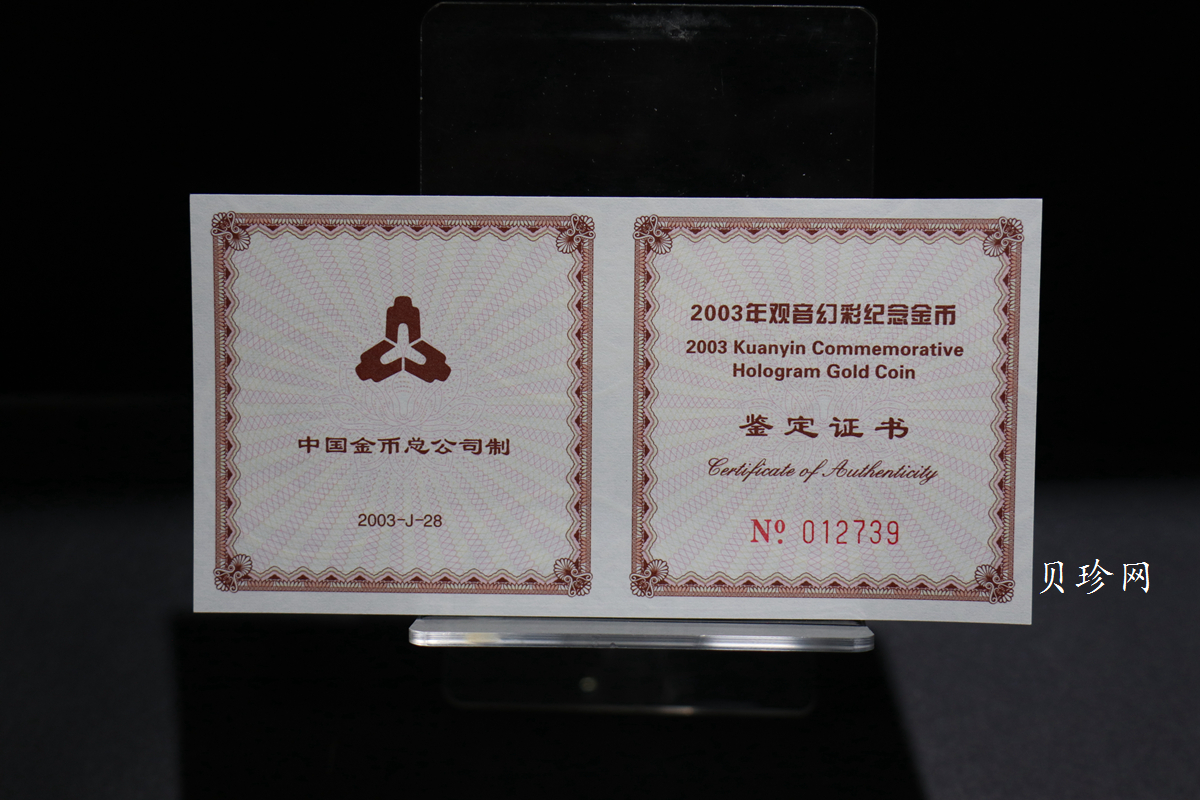 中国金币总公司制
2003-J-28
2003年观音幻彩纪念金币
2003 Kuanyin Commemorative
Hologram Gold Coin
鉴定证书
Certificate of Authenticity
Nº 012739
贝珍网